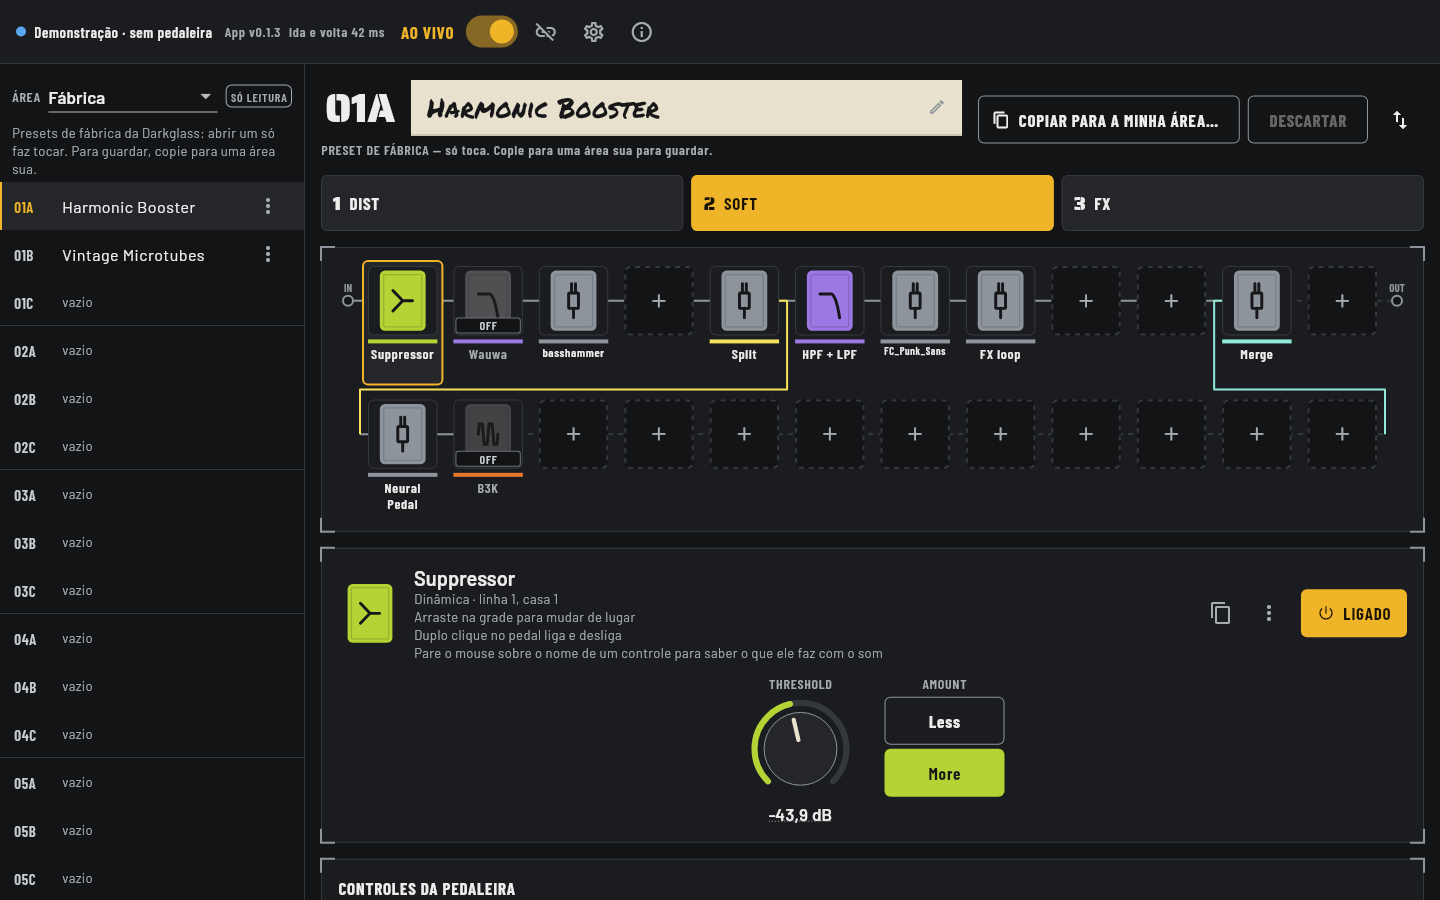 Demonstração · sem pedaleira App v0.1.3 Ida e volta 42 ms AO VIVO
ÁREA Fábrica SÓ LEITURA
Presets de fábrica da Darkglass: abrir um só
faz tocar. Para guardar, copie para uma área
sua.
01A Harmonic Booster
01B Vintage Microtubes
01C vazio
02A vazio
02B vazio
02C vazio
03A vazio
03B vazio
03C vazio
04A vazio
04B vazio
04C vazio
05A vazio
05B vazio
05C vazio
01A Harmonic Booster
COPIAR PARA A MINHA ÁREA... DESCARTAR
PRESET DE FÁBRICA — só toca. Copie para uma área sua para guardar.
1 DIST 2 SOFT 3 FX
IN OUT
OFF
Suppressor Wauwa basshammer Split HPF + LPF FC_Punk_Sans FX loop Merge
OFF
Neural
Pedal
B3K
Suppressor
Dinâmica · linha 1, casa 1
Arraste na grade para mudar de lugar
Duplo clique no pedal liga e desliga
Pare o mouse sobre o nome de um controle para saber o que ele faz com o som
LIGADO
THRESHOLD AMOUNT
Less
More
-43,9 dB
CONTROLES DA PEDALEIRA